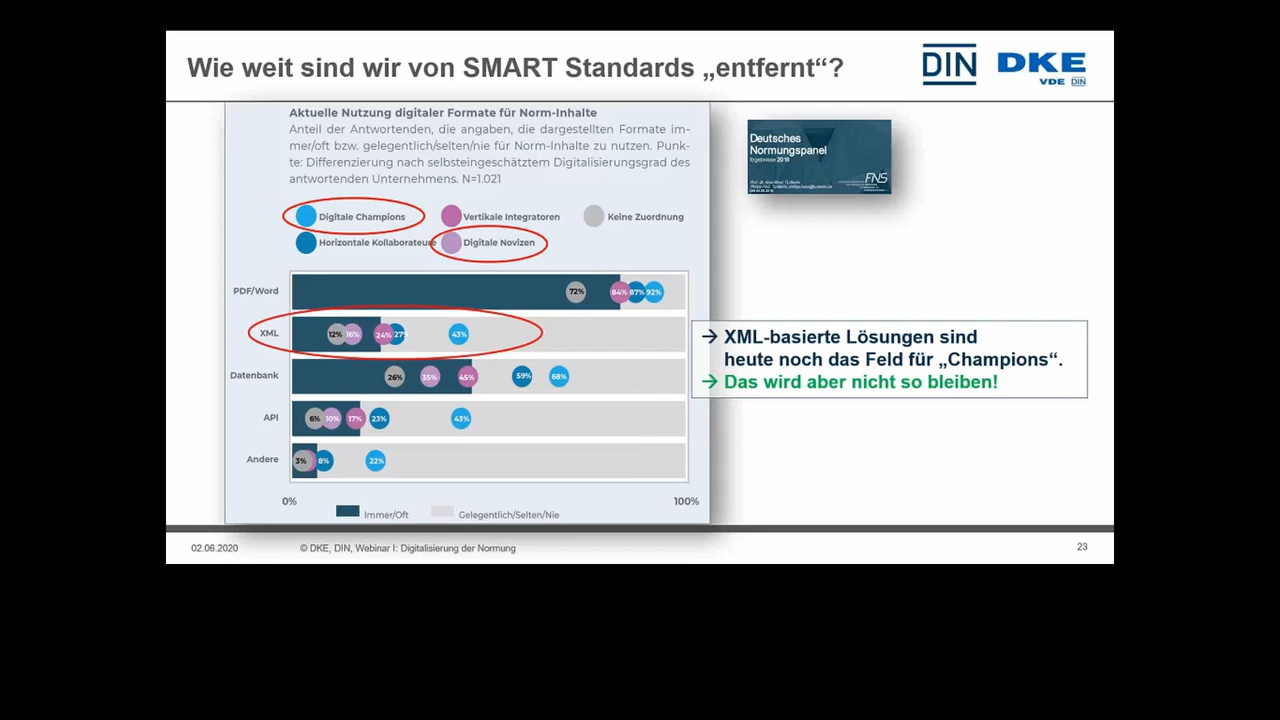 Wie weit sind wir von SMART Standards „entfernt“?
DIN
DKE
VDE DIN
Aktuelle Nutzung digitaler Formate für Norm-Inhalte
Anteil der Antwortenden, die angaben, die dargestellten Formate im-
mer/oft bzw. gelegentlich/selten/nie für Norm-Inhalte zu nutzen. Punk-
te: Differenzierung nach selbsteingeschätztem Digitalisierungsgrad des
antwortenden Unternehmens. N=1.021
Digitale Champions
Vertikale Integratoren
Keine Zuordnung
Horizontale Kollaborateure
Digitale Novizen
PDF/Word
72% 84% 87% 92%
XML
12% 16% 24% 27% 43%
Datenbank
26% 35% 45% 59% 68%
API
6% 10% 17% 23% 43%
Andere
3% 8% 22%
0%
100%
Immer/Oft
Gelegentlich/Selten/Nie
Deutsches
Normungspanel
Ergebnisse 2018
FNS
→ XML-basierte Lösungen sind
heute noch das Feld für „Champions“.
→ Das wird aber nicht so bleiben!
02.06.2020
© DKE, DIN, Webinar I: Digitalisierung der Normung
23